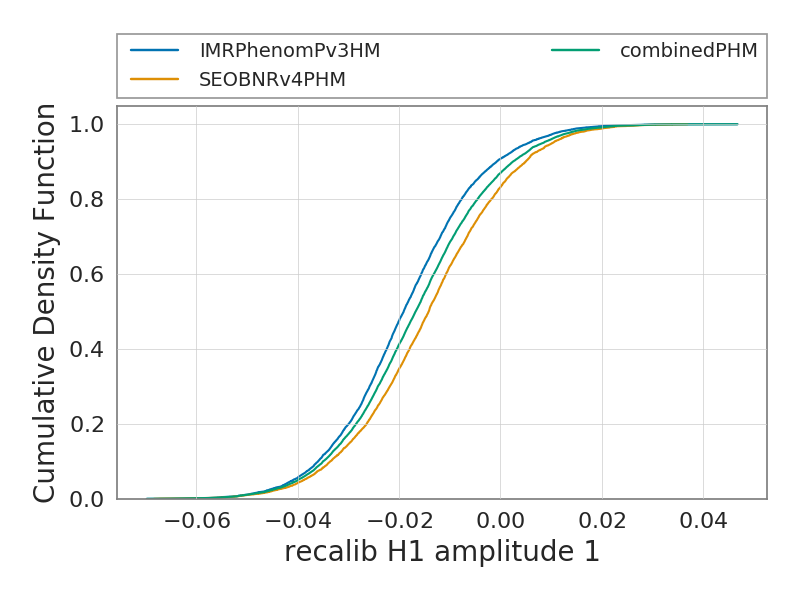 IMRPhenomPv3HM
SEOBNRv4PHM
combinedPHM
Cumulative Density Function
1.0
0.8
0.6
0.4
0.2
0.0
−0.06
−0.04
−0.02
0.00
0.02
0.04
recalib H1 amplitude 1